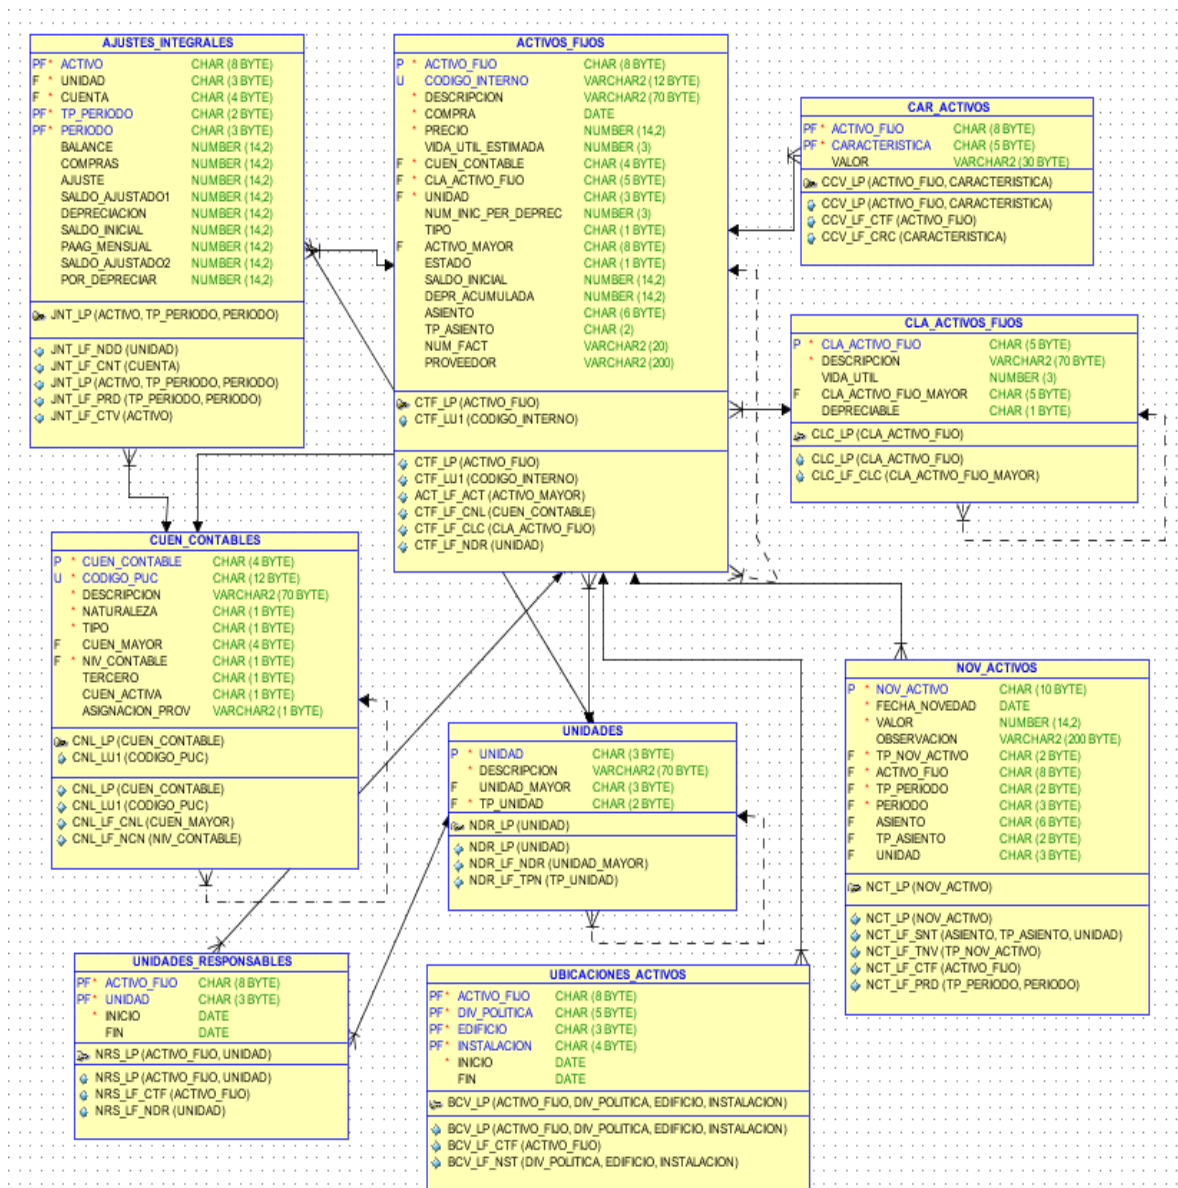 AJUSTES_INTEGRALES
PF* ACTIVO CHAR (8 BYTE)
F * UNIDAD CHAR (3 BYTE)
F * CUENTA CHAR (4 BYTE)
PF* TP_PERIODO CHAR (2 BYTE)
PF* PERIODO CHAR (3 BYTE)
BALANCE NUMBER (14,2)
COMPRAS NUMBER (14,2)
AJUSTE NUMBER (14,2)
SALDO_AJUSTADO1 NUMBER (14,2)
DEPRECIACION NUMBER (14,2)
SALDO_INICIAL NUMBER (14,2)
PAAG_MENSUAL NUMBER (14,2)
SALDO_AJUSTADO2 NUMBER (14,2)
POR_DEPRECIAR NUMBER (14,2)
JNT_LP (ACTIVO, TP_PERIODO, PERIODO)
JNT_LF_NDD (UNIDAD)
JNT_LF_CNT (CUENTA)
JNT_LP (ACTIVO, TP_PERIODO, PERIODO)
JNT_LF_PRD (TP_PERIODO, PERIODO)
JNT_LF_CTV (ACTIVO)
ACTIVOS_FIJOS
P * ACTIVO_FIJO CHAR (8 BYTE)
U CODIGO_INTERNO VARCHAR2 (12 BYTE)
* DESCRIPCION VARCHAR2 (70 BYTE)
* COMPRA DATE
* PRECIO NUMBER (14,2)
VIDA_UTIL_ESTIMADA NUMBER (3)
F * CUEN_CONTABLE CHAR (4 BYTE)
F * CLA_ACTIVO_FIJO CHAR (5 BYTE)
F * UNIDAD CHAR (3 BYTE)
NUM_INIC_PER_DEPREC NUMBER (3)
TIPO CHAR (1 BYTE)
F ACTIVO_MAYOR CHAR (8 BYTE)
ESTADO CHAR (1 BYTE)
SALDO_INICIAL NUMBER (14,2)
DEPR_ACUMULADA NUMBER (14,2)
ASIENTO CHAR (6 BYTE)
TP_ASIENTO CHAR (2)
NUM_FACT VARCHAR2 (20)
PROVEEDOR VARCHAR2 (200)
CTF_LP (ACTIVO_FIJO)
CTF_LU1 (CODIGO_INTERNO)
CTF_LP (ACTIVO_FIJO)
CTF_LU1 (CODIGO_INTERNO)
ACT_LF_ACT (ACTIVO_MAYOR)
CTF_LF_CNL (CUEN_CONTABLE)
CTF_LF_CLC (CLA_ACTIVO_FIJO)
CTF_LF_NDR (UNIDAD)
CAR_ACTIVOS
PF* ACTIVO_FIJO CHAR (8 BYTE)
PF* CARACTERISTICA CHAR (5 BYTE)
VALOR VARCHAR2 (30 BYTE)
CCV_LP (ACTIVO_FIJO, CARACTERISTICA)
CCV_LP (ACTIVO_FIJO, CARACTERISTICA)
CCV_LF_CTF (ACTIVO_FIJO)
CCV_LF_CRC (CARACTERISTICA)
CLA_ACTIVOS_FIJOS
P * CLA_ACTIVO_FIJO CHAR (5 BYTE)
* DESCRIPCION VARCHAR2 (70 BYTE)
VIDA_UTIL NUMBER (3)
F CLA_ACTIVO_FIJO_MAYOR CHAR (5 BYTE)
DEPRECIABLE CHAR (1 BYTE)
CLC_LP (CLA_ACTIVO_FIJO)
CLC_LP (CLA_ACTIVO_FIJO)
CLC_LF_CLC (CLA_ACTIVO_FIJO_MAYOR)
CUEN_CONTABLES
P * CUEN_CONTABLE CHAR (4 BYTE)
U * CODIGO_PUC CHAR (12 BYTE)
* DESCRIPCION VARCHAR2 (70 BYTE)
* NATURALEZA CHAR (1 BYTE)
* TIPO CHAR (1 BYTE)
F CUEN_MAYOR CHAR (4 BYTE)
F * NIV_CONTABLE CHAR (1 BYTE)
TERCERO CHAR (1 BYTE)
CUEN_ACTIVA CHAR (1 BYTE)
ASIGNACION_PROV VARCHAR2 (1 BYTE)
CNL_LP (CUEN_CONTABLE)
CNL_LU1 (CODIGO_PUC)
CNL_LP (CUEN_CONTABLE)
CNL_LU1 (CODIGO_PUC)
CNL_LF_CNL (CUEN_MAYOR)
CNL_LF_NCN (NIV_CONTABLE)
UNIDADES
P * UNIDAD CHAR (3 BYTE)
* DESCRIPCION VARCHAR2 (70 BYTE)
F UNIDAD_MAYOR CHAR (3 BYTE)
F * TP_UNIDAD CHAR (2 BYTE)
NDR_LP (UNIDAD)
NDR_LP (UNIDAD)
NDR_LF_NDR (UNIDAD_MAYOR)
NDR_LF_TPN (TP_UNIDAD)
NOV_ACTIVOS
P * NOV_ACTIVO CHAR (10 BYTE)
* FECHA_NOVEDAD DATE
* VALOR NUMBER (14,2)
OBSERVACION VARCHAR2 (200 BYTE)
F * TP_NOV_ACTIVO CHAR (2 BYTE)
F * ACTIVO_FIJO CHAR (8 BYTE)
F * TP_PERIODO CHAR (2 BYTE)
F * PERIODO CHAR (3 BYTE)
F ASIENTO CHAR (6 BYTE)
F TP_ASIENTO CHAR (2 BYTE)
F UNIDAD CHAR (3 BYTE)
NCT_LP (NOV_ACTIVO)
NCT_LP (NOV_ACTIVO)
NCT_LF_SNT (ASIENTO, TP_ASIENTO, UNIDAD)
NCT_LF_TNV (TP_NOV_ACTIVO)
NCT_LF_CTF (ACTIVO_FIJO)
NCT_LF_PRD (TP_PERIODO, PERIODO)
UNIDADES_RESPONSABLES
PF* ACTIVO_FIJO CHAR (8 BYTE)
PF* UNIDAD CHAR (3 BYTE)
* INICIO DATE
FIN DATE
NRS_LP (ACTIVO_FIJO, UNIDAD)
NRS_LP (ACTIVO_FIJO, UNIDAD)
NRS_LF_CTF (ACTIVO_FIJO)
NRS_LF_NDR (UNIDAD)
UBICACIONES_ACTIVOS
PF* ACTIVO_FIJO CHAR (8 BYTE)
PF* DIV_POLITICA CHAR (5 BYTE)
PF* EDIFICIO CHAR (3 BYTE)
PF* INSTALACION CHAR (4 BYTE)
* INICIO DATE
FIN DATE
BCV_LP (ACTIVO_FIJO, DIV_POLITICA, EDIFICIO, INSTALACION)
BCV_LP (ACTIVO_FIJO, DIV_POLITICA, EDIFICIO, INSTALACION)
BCV_LF_CTF (ACTIVO_FIJO)
BCV_LF_NST (DIV_POLITICA, EDIFICIO, INSTALACION)